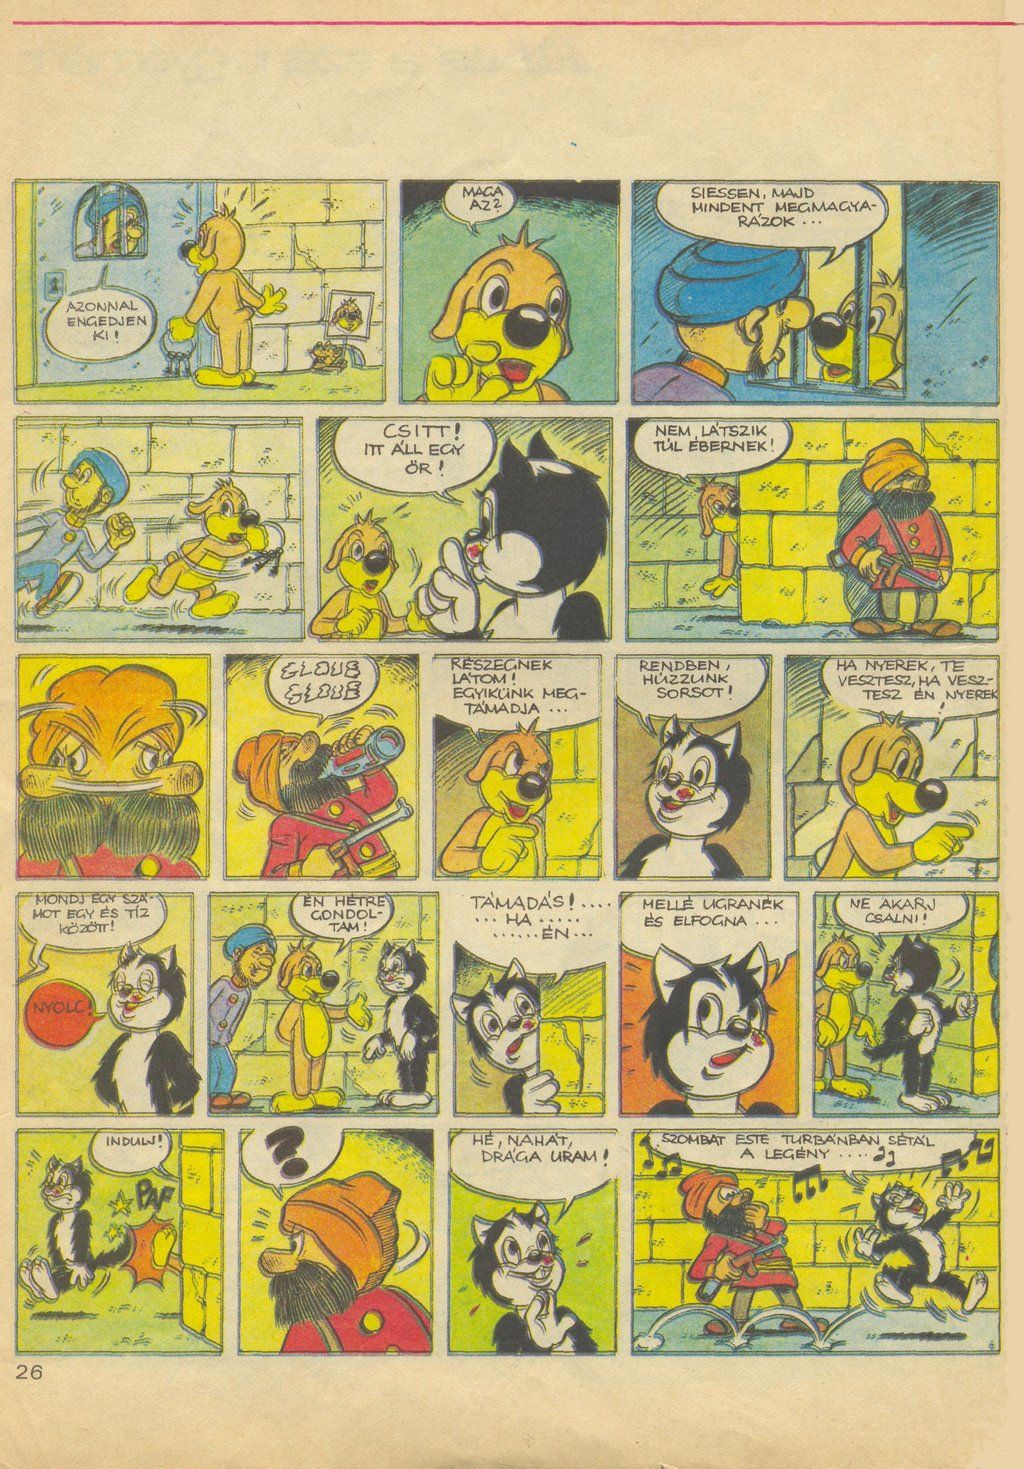 AZONNAL
ENGEDJEN
KI!
MAGA
AZ?
SIESSEN, MAJD
MINDENT MEGMAGYA-
RÁZOK ...
CSITT!
ITT ÁLL EGY
ŐR!
NEM LÁTSZIK
TÚL ÉBERNEK!
GLOUB
GLOUB
RÉSZEGNEK
LÁTOM!
EGYIKÜNK MEG-
TÁMADJA ...
RENDBEN,
HÚZZUNK
SORSOT!
HA NYEREK, TE
VESZTESZ, HA VESZ-
TESZ ÉN NYEREK
!
MONDJ EGY SZÁ-
MOT EGY ÉS TÍZ
KÖZÖTT!
NYOLC!
ÉN HÉTRE
GONDOL-
TAM!
TÁMADÁS!....
... HA .....
......ÉN...
MELLÉ UGRANÉK
ÉS ELFOGNA ...
NE AKARJ
CSALNI!
INDULJ!
PAF
?
HÉ, NAHÁT,
DRÁGA URAM!
SZOMBAT ESTE TURBÁNBAN SÉTÁL
A LEGÉNY ....
26